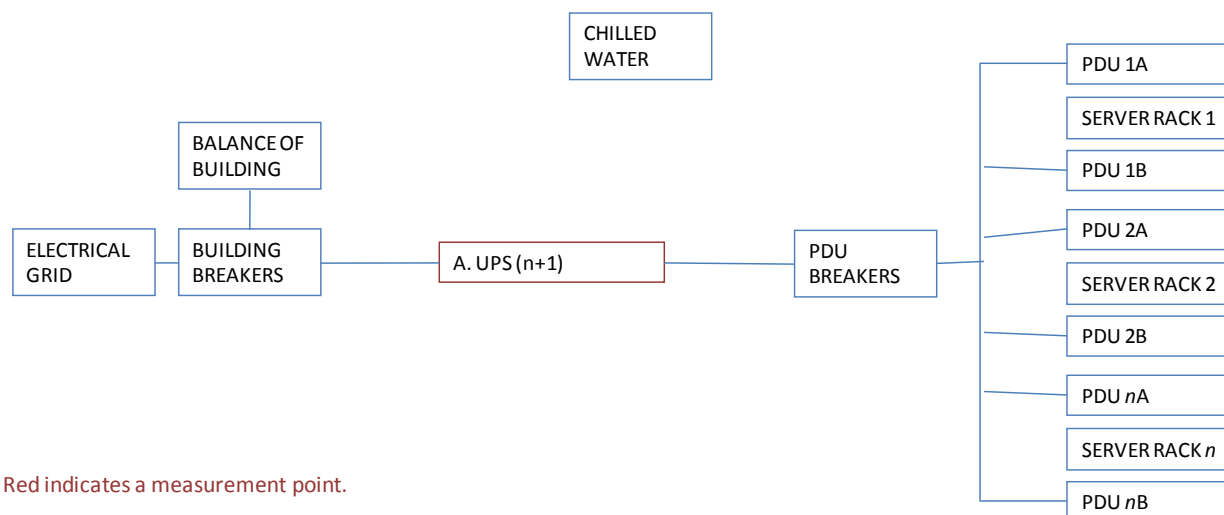 CHILLED
WATER
PDU 1A
SERVER RACK 1
BALANCE OF
BUILDING
PDU 1B
PDU 2A
ELECTRICAL
GRID
BUILDING
BREAKERS
A. UPS (n+1)
PDU
BREAKERS
SERVER RACK 2
PDU 2B
PDU nA
SERVER RACK n
Red indicates a measurement point.
PDU nB